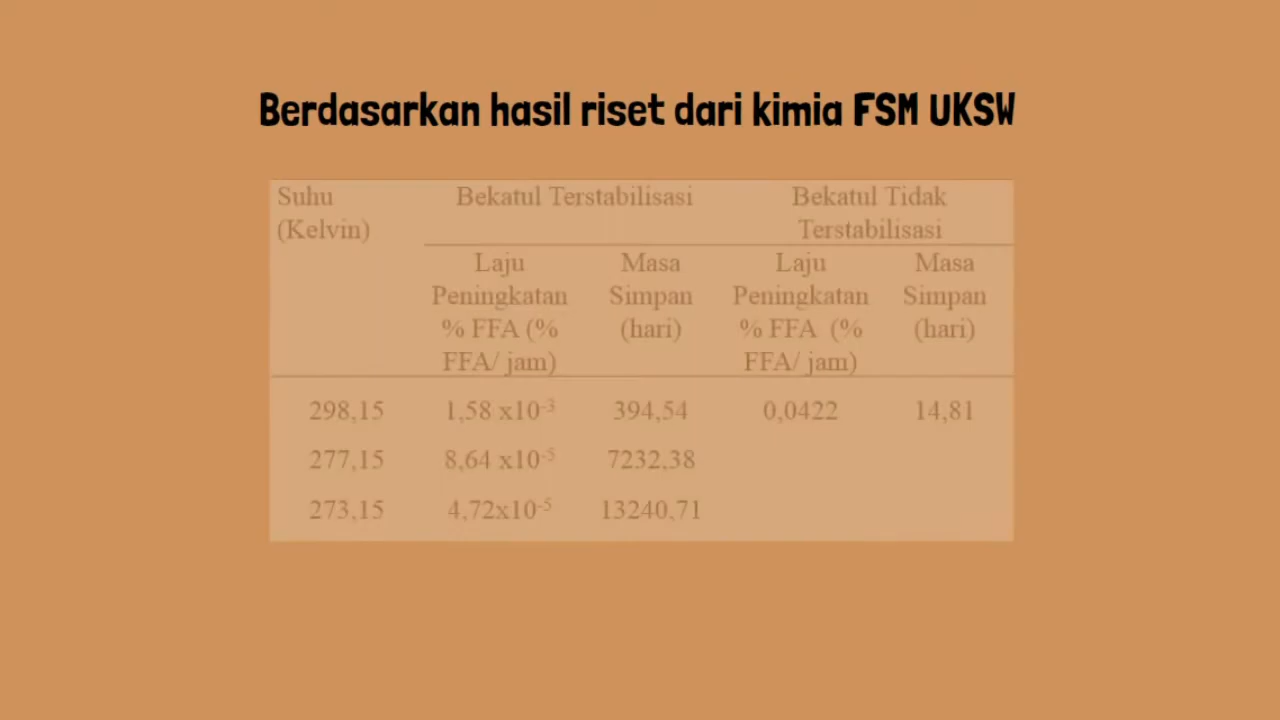 Berdasarkan hasil riset dari kimia FSM UKSW
Suhu (Kelvin) Bekatul Terstabilisasi Bekatul Tidak Terstabilisasi
Laju Peningkatan % FFA (% FFA/ jam) Masa Simpan (hari) Laju Peningkatan % FFA (% FFA/ jam) Masa Simpan (hari)
298,15 1,58 x10⁻³ 394,54 0,0422 14,81
277,15 8,64 x10⁻⁵ 7232,38
273,15 4,72x10⁻⁵ 13240,71